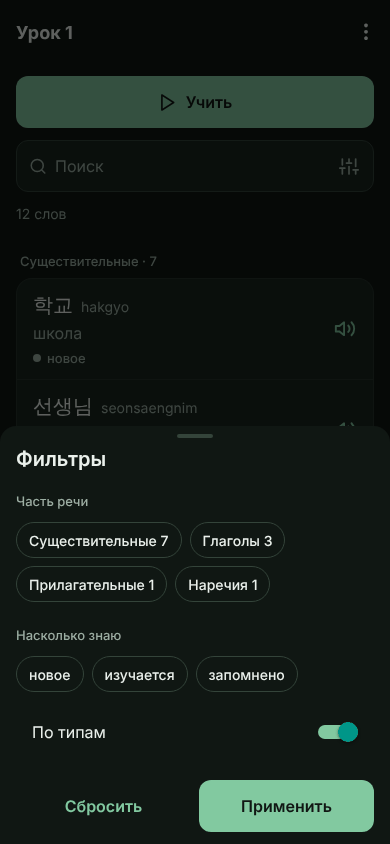 Урок 1
Учить
Поиск
12 слов
Существительные · 7
학교 hakgyo
школа
новое
선생님 seonsaengnim
Фильтры
Часть речи
Существительные 7 Глаголы 3
Прилагательные 1 Наречия 1
Насколько знаю
новое изучается запомнено
По типам
Сбросить Применить